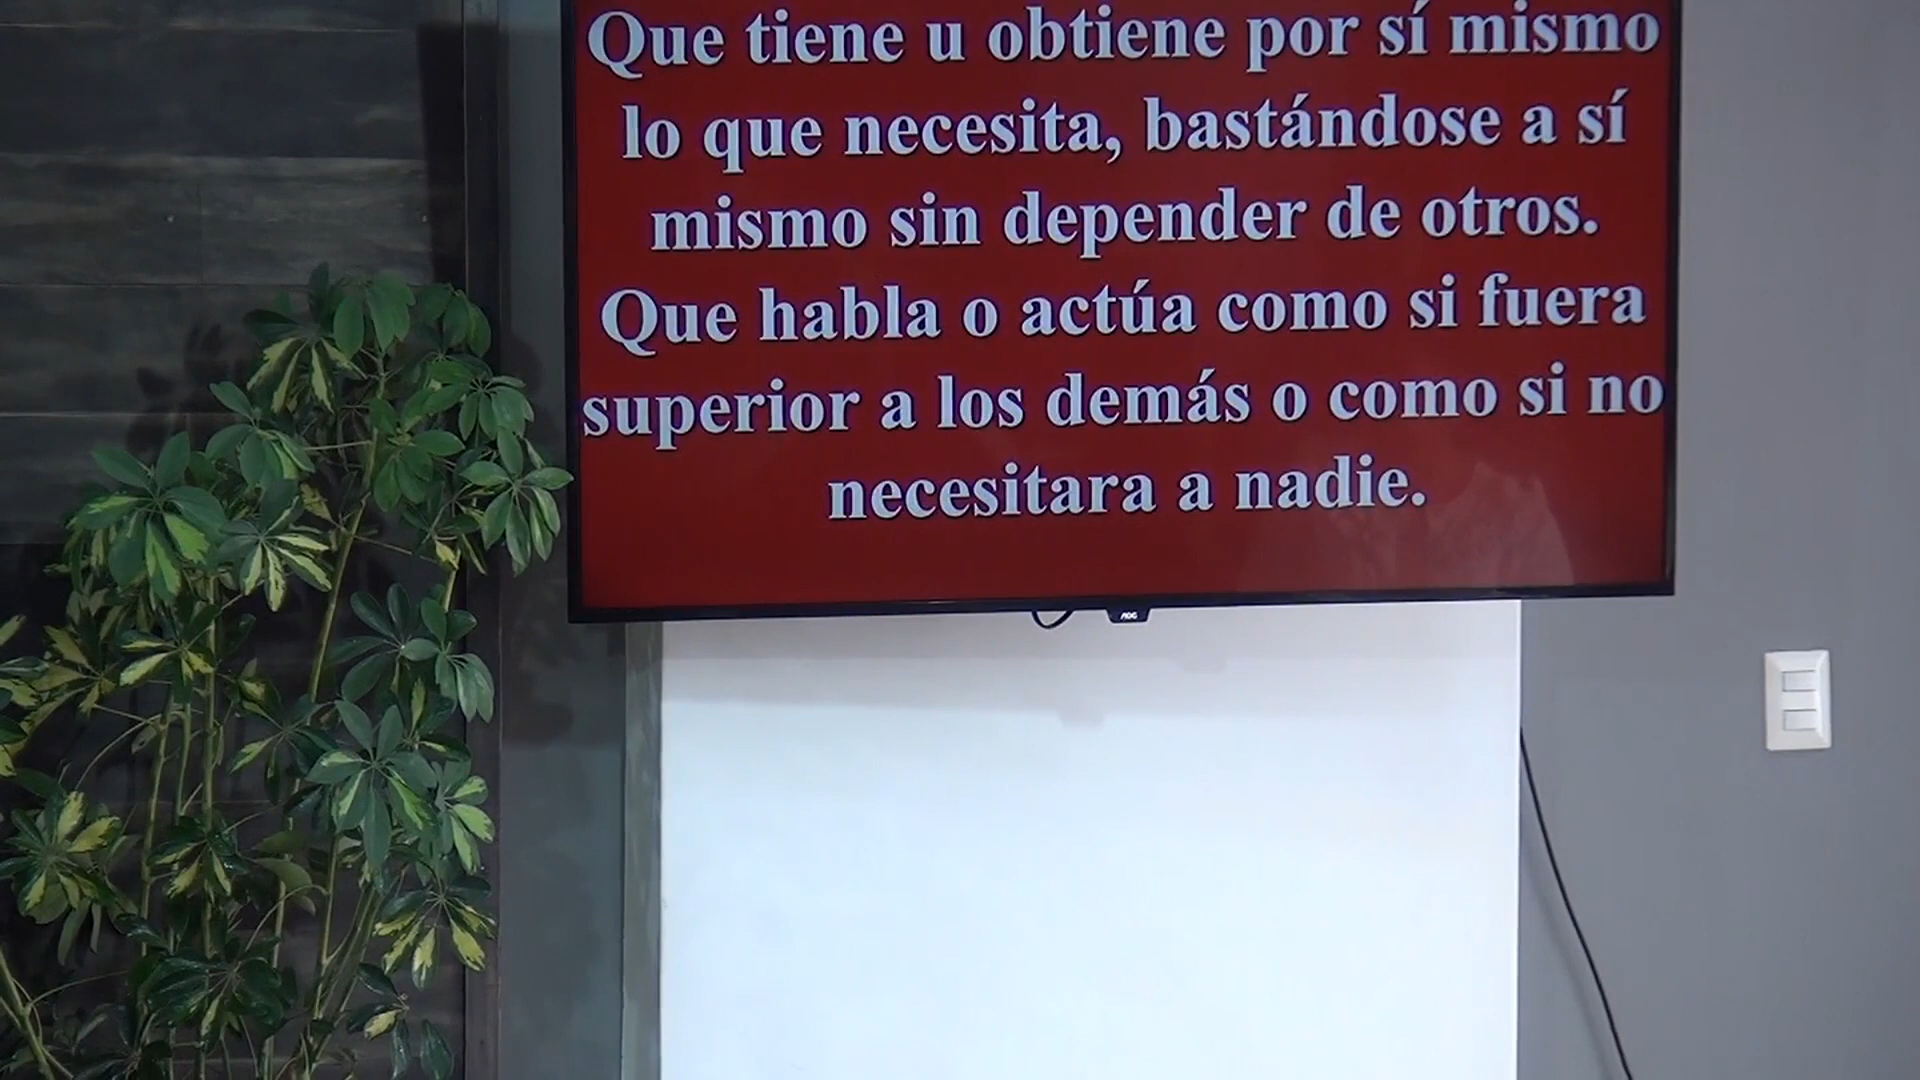 Que tiene u obtiene por sí mismo
lo que necesita, bastándose a sí
mismo sin depender de otros.
Que habla o actúa como si fuera
superior a los demás o como si no
necesitara a nadie.
AOC